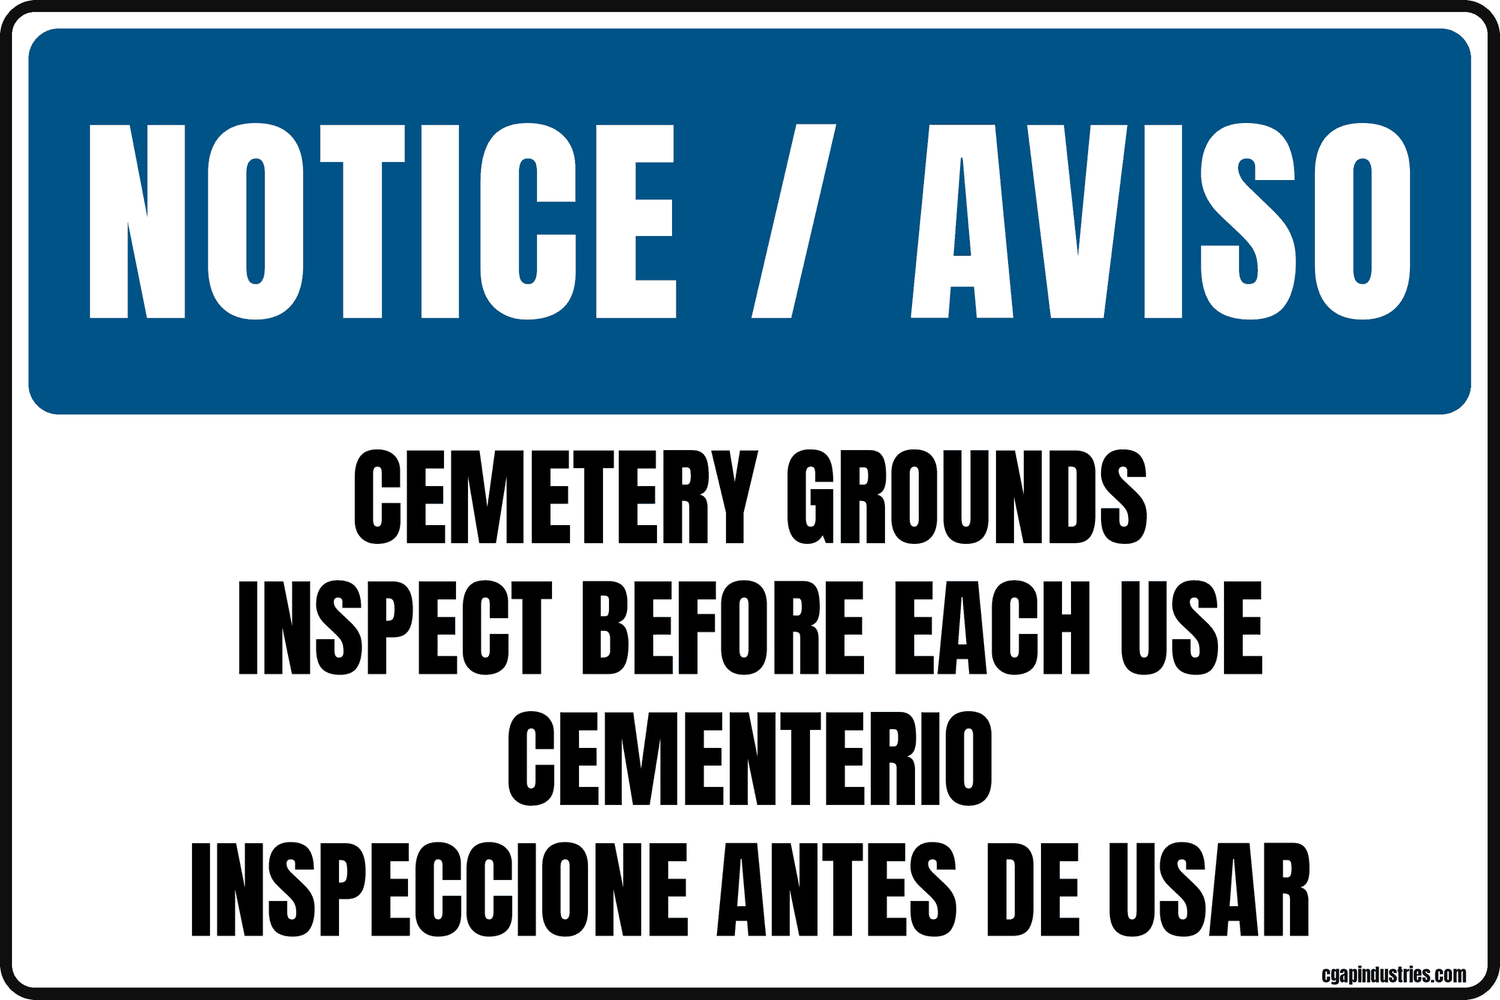 NOTICE / AVISO
CEMETERY GROUNDS
INSPECT BEFORE EACH USE
CEMENTERIO
INSPECCIONE ANTES DE USAR
cgapindustries.com